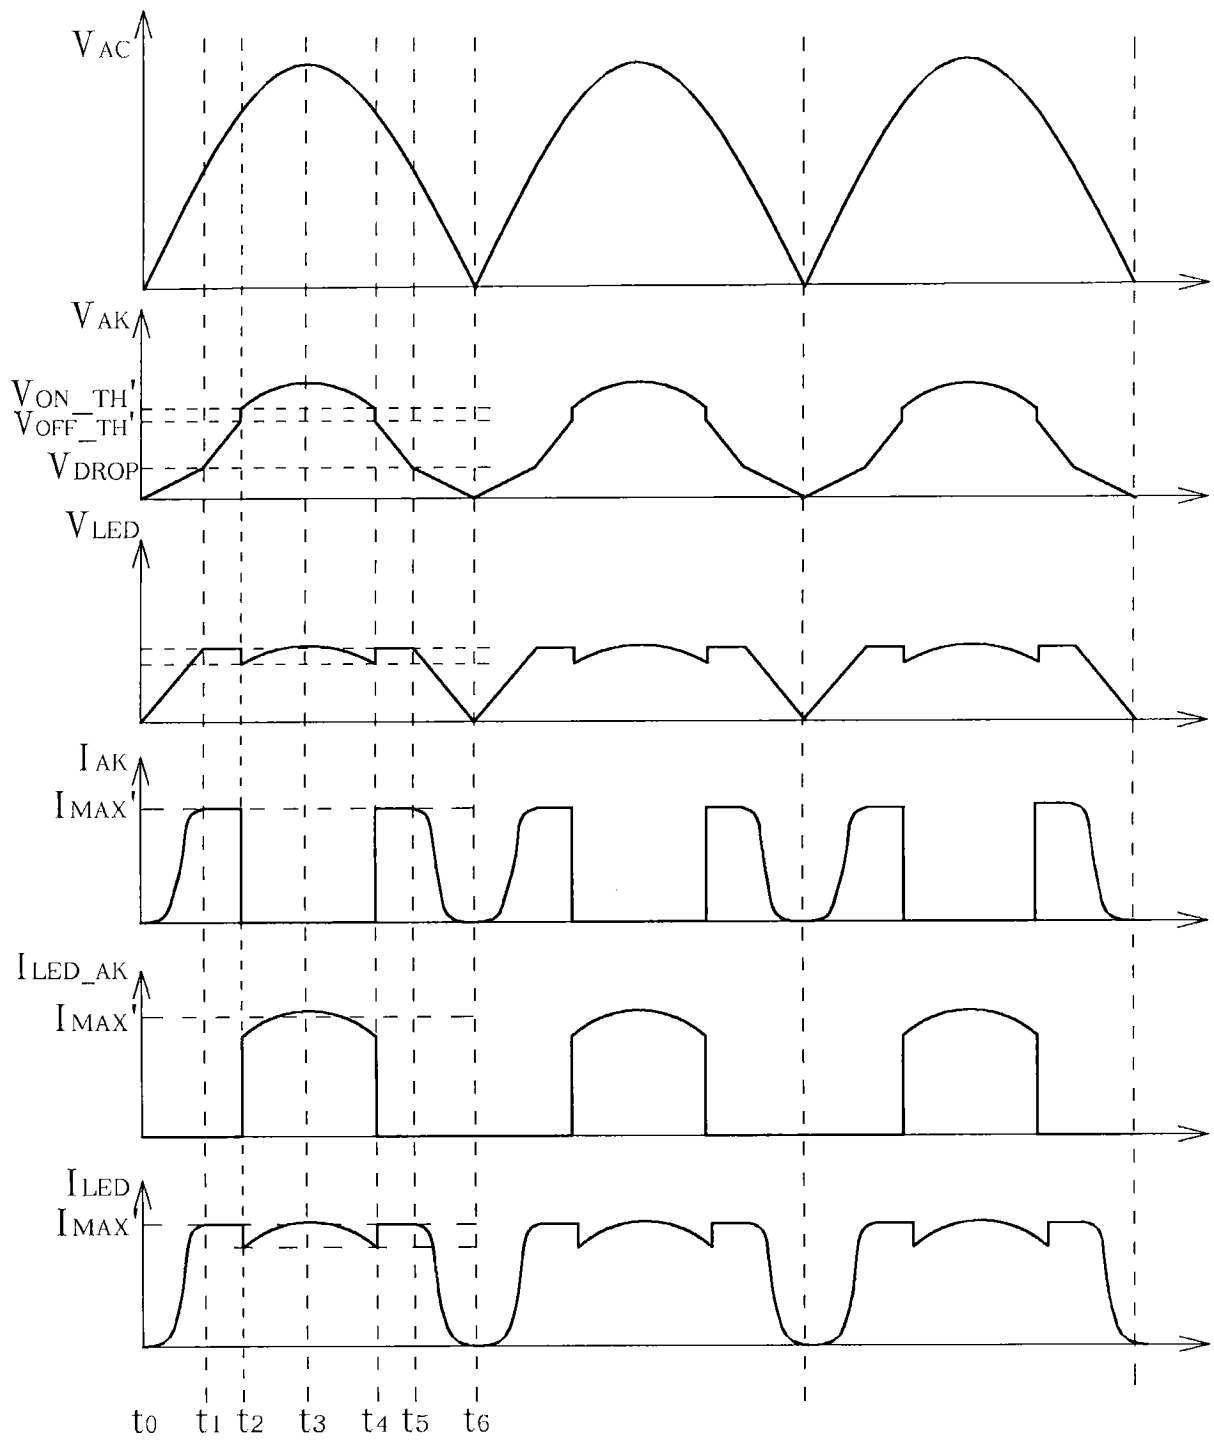 VAC
VAK
VON_TH'
VOFF_TH'
VDROP
VLED
IAK
IMAX'
ILED_AK
IMAX'
ILED
IMAX'
t0 t1 t2 t3 t4 t5 t6